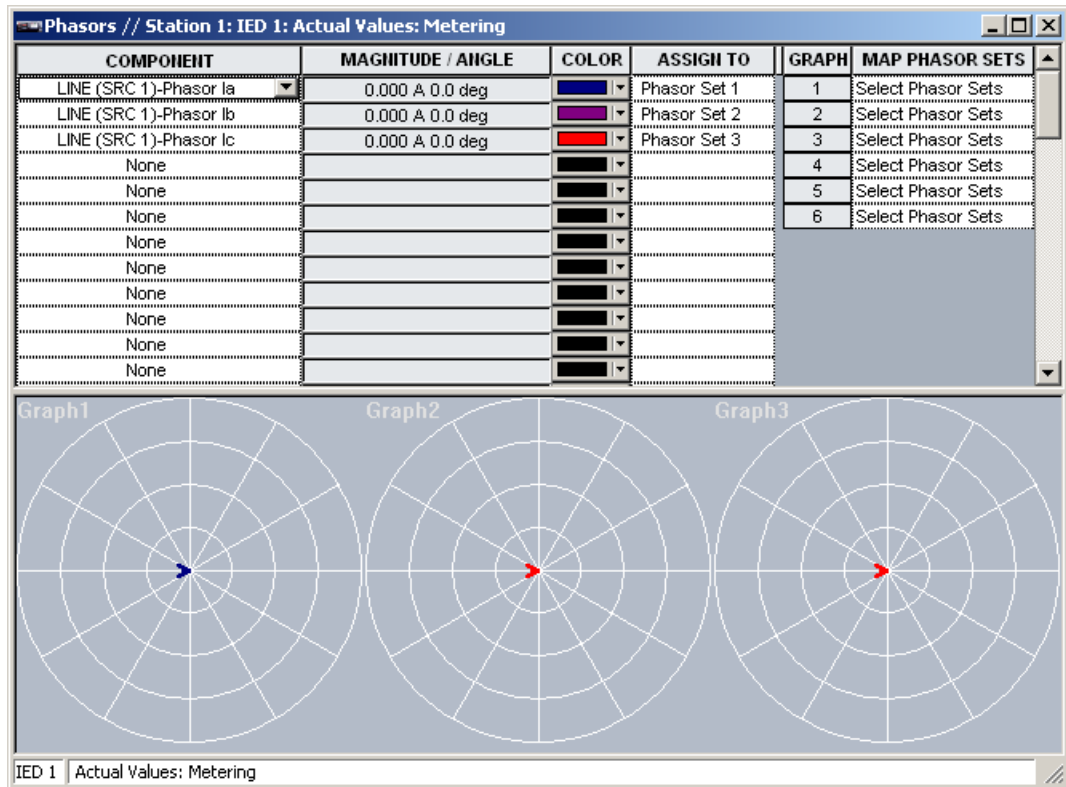 Phasors // Station 1: IED 1: Actual Values: Metering
COMPONENT MAGNITUDE / ANGLE COLOR ASSIGN TO GRAPH MAP PHASOR SETS
LINE (SRC 1)-Phasor Ia 0.000 A 0.0 deg Phasor Set 1 1 Select Phasor Sets
LINE (SRC 1)-Phasor Ib 0.000 A 0.0 deg Phasor Set 2 2 Select Phasor Sets
LINE (SRC 1)-Phasor Ic 0.000 A 0.0 deg Phasor Set 3 3 Select Phasor Sets
None 4 Select Phasor Sets
None 5 Select Phasor Sets
None 6 Select Phasor Sets
None
None
None
None
None
None
Graph1 Graph2 Graph3
IED 1 Actual Values: Metering